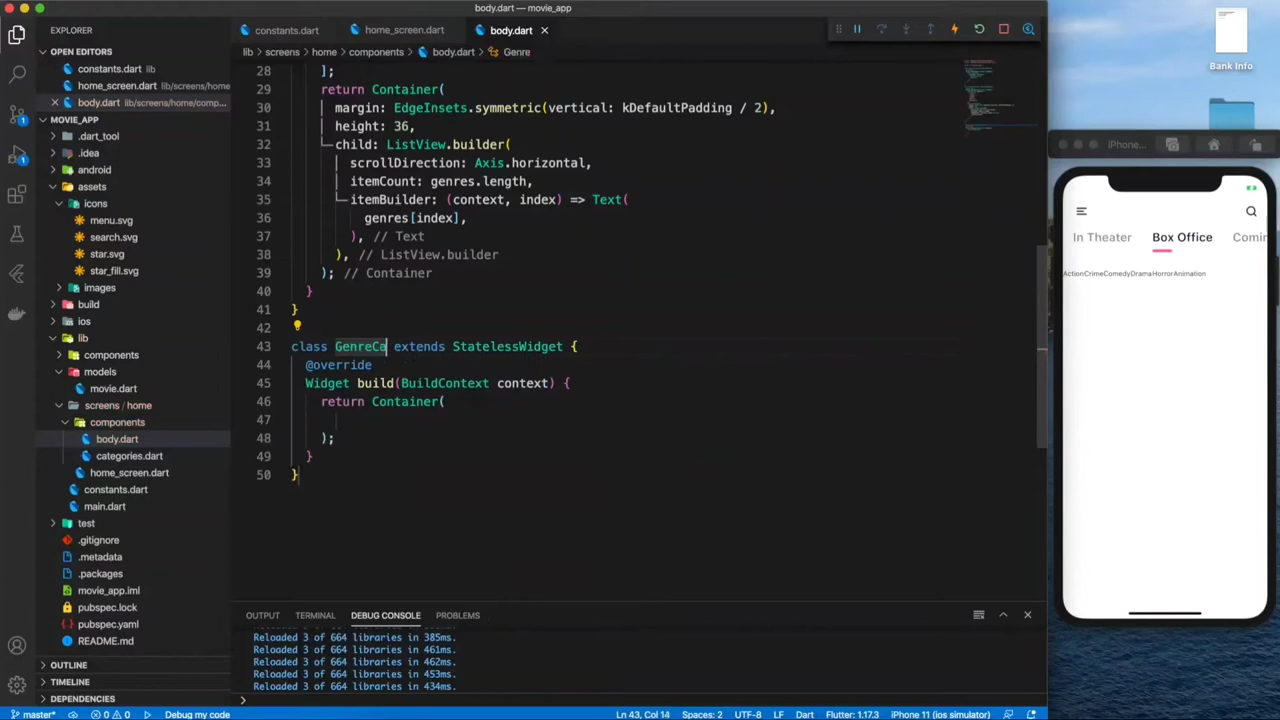 body.dart — movie_app
EXPLORER
constants.dart
home_screen.dart
body.dart
OPEN EDITORS
lib
screens
home
components
body.dart
Genre
constants.dart lib
home_screen.dart lib/screens/home
body.dart lib/screens/home/comp...
MOVIE_APP
.dart_tool
.idea
android
assets
icons
menu.svg
search.svg
star.svg
star_fill.svg
images
build
ios
lib
components
models
movie.dart
screens / home
components
body.dart
categories.dart
home_screen.dart
constants.dart
main.dart
test
.gitignore
.metadata
.packages
movie_app.iml
pubspec.lock
pubspec.yaml
README.md
OUTLINE
TIMELINE
DEPENDENCIES
28 ];
29 return Container(
30 margin: EdgeInsets.symmetric(vertical: kDefaultPadding / 2),
31 height: 36,
32 child: ListView.builder(
33 scrollDirection: Axis.horizontal,
34 itemCount: genres.length,
35 itemBuilder: (context, index) => Text(
36 genres[index],
37 ), // Text
38 ), // ListView.builder
39 ); // Container
40 }
41 }
42
43 class GenreCa extends StatelessWidget {
44 @override
45 Widget build(BuildContext context) {
46 return Container(
47
48 );
49 }
50 }
OUTPUT
TERMINAL
DEBUG CONSOLE
PROBLEMS
Reloaded 3 of 664 libraries in 385ms.
Reloaded 3 of 664 libraries in 461ms.
Reloaded 3 of 664 libraries in 462ms.
Reloaded 3 of 664 libraries in 453ms.
Reloaded 3 of 664 libraries in 434ms.
master*
0
0
Debug my code
Ln 43, Col 14
Spaces: 2
UTF-8
LF
Dart
Flutter: 1.17.3
iPhone 11 (ios simulator)
1
1
Bank Info
iPhone...
In Theater
Box Office
Comin
ActionCrimeComedyDramaHorrorAnimation